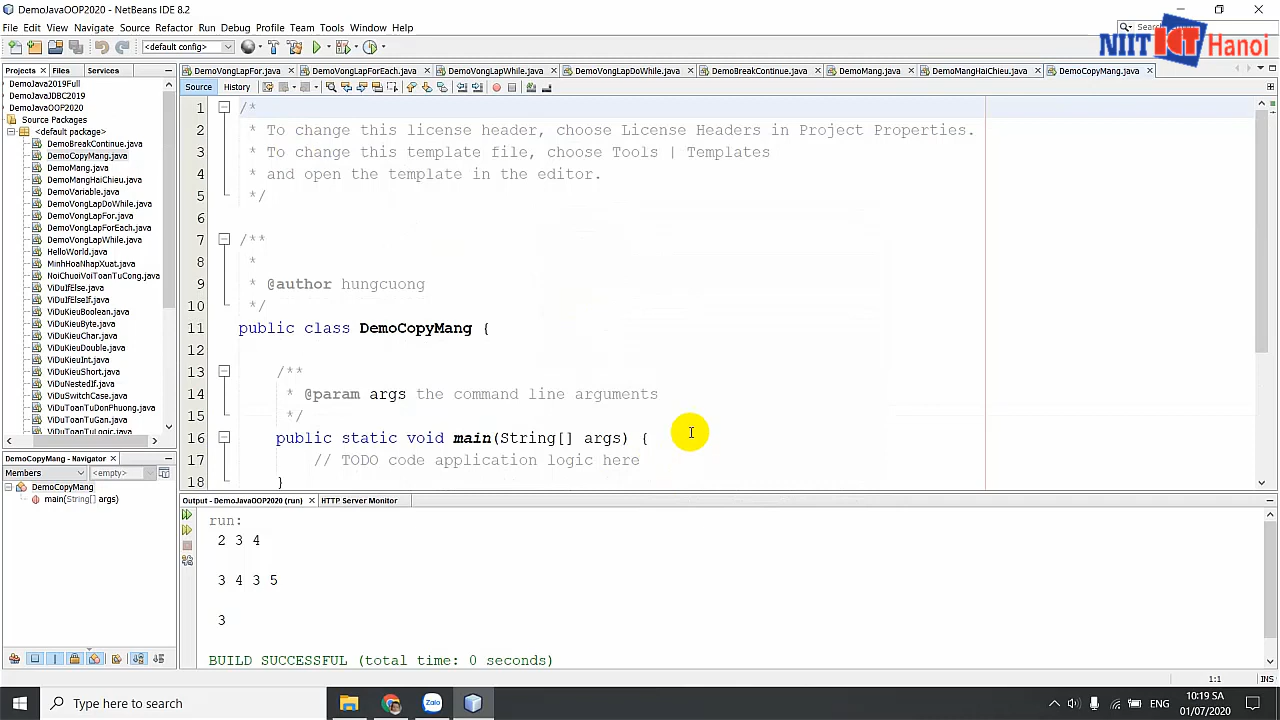 DemoJavaOOP2020 - NetBeans IDE 8.2
File Edit View Navigate Source Refactor Run Debug Profile Team Tools Window Help
NIIT ICT Hanoi
<default config>
Projects Files Services
DemoVongLapFor.java DemoVongLapForEach.java DemoVongLapWhile.java DemoVongLapDoWhile.java DemoBreakContinue.java DemoMang.java DemoMangHaiChieu.java DemoCopyMang.java
Source History
DemoJava2019Full
DemoJavaJDBC2019
DemoJavaOOP2020
Source Packages
<default package>
DemoBreakContinue.java
DemoCopyMang.java
DemoMang.java
DemoMangHaiChieu.java
DemoVariable.java
DemoVongLapDoWhile.java
DemoVongLapFor.java
DemoVongLapForEach.java
DemoVongLapWhile.java
HelloWorld.java
MinhHoaNhapXuat.java
NoiChuoiVoiToanTuCong.java
ViDuIfElse.java
ViDuIfElseIf.java
ViDuKieuBoolean.java
ViDuKieuByte.java
ViDuKieuChar.java
ViDuKieuDouble.java
ViDuKieuInt.java
ViDuKieuShort.java
ViDuNestedIf.java
ViDuSwitchCase.java
ViDuToanTuDonPhuong.java
ViDuToanTuGan.java
ViDuToanTuLogic.java
1 /*
2 * To change this license header, choose License Headers in Project Properties.
3 * To change this template file, choose Tools | Templates
4 * and open the template in the editor.
5 */
6
7 /**
8 *
9 * @author hungcuong
10 */
11 public class DemoCopyMang {
12
13 /**
14 * @param args the command line arguments
15 */
16 public static void main(String[] args) {
17 // TODO code application logic here
18 }
DemoCopyMang - Navigator
Members <empty>
DemoCopyMang
main(String[] args)
Output - DemoJavaOOP2020 (run) HTTP Server Monitor
run:
2 3 4
3 4 3 5
3
BUILD SUCCESSFUL (total time: 0 seconds)
1:1 INS
Type here to search
Zalo
ENG
10:19 SA
01/07/2020